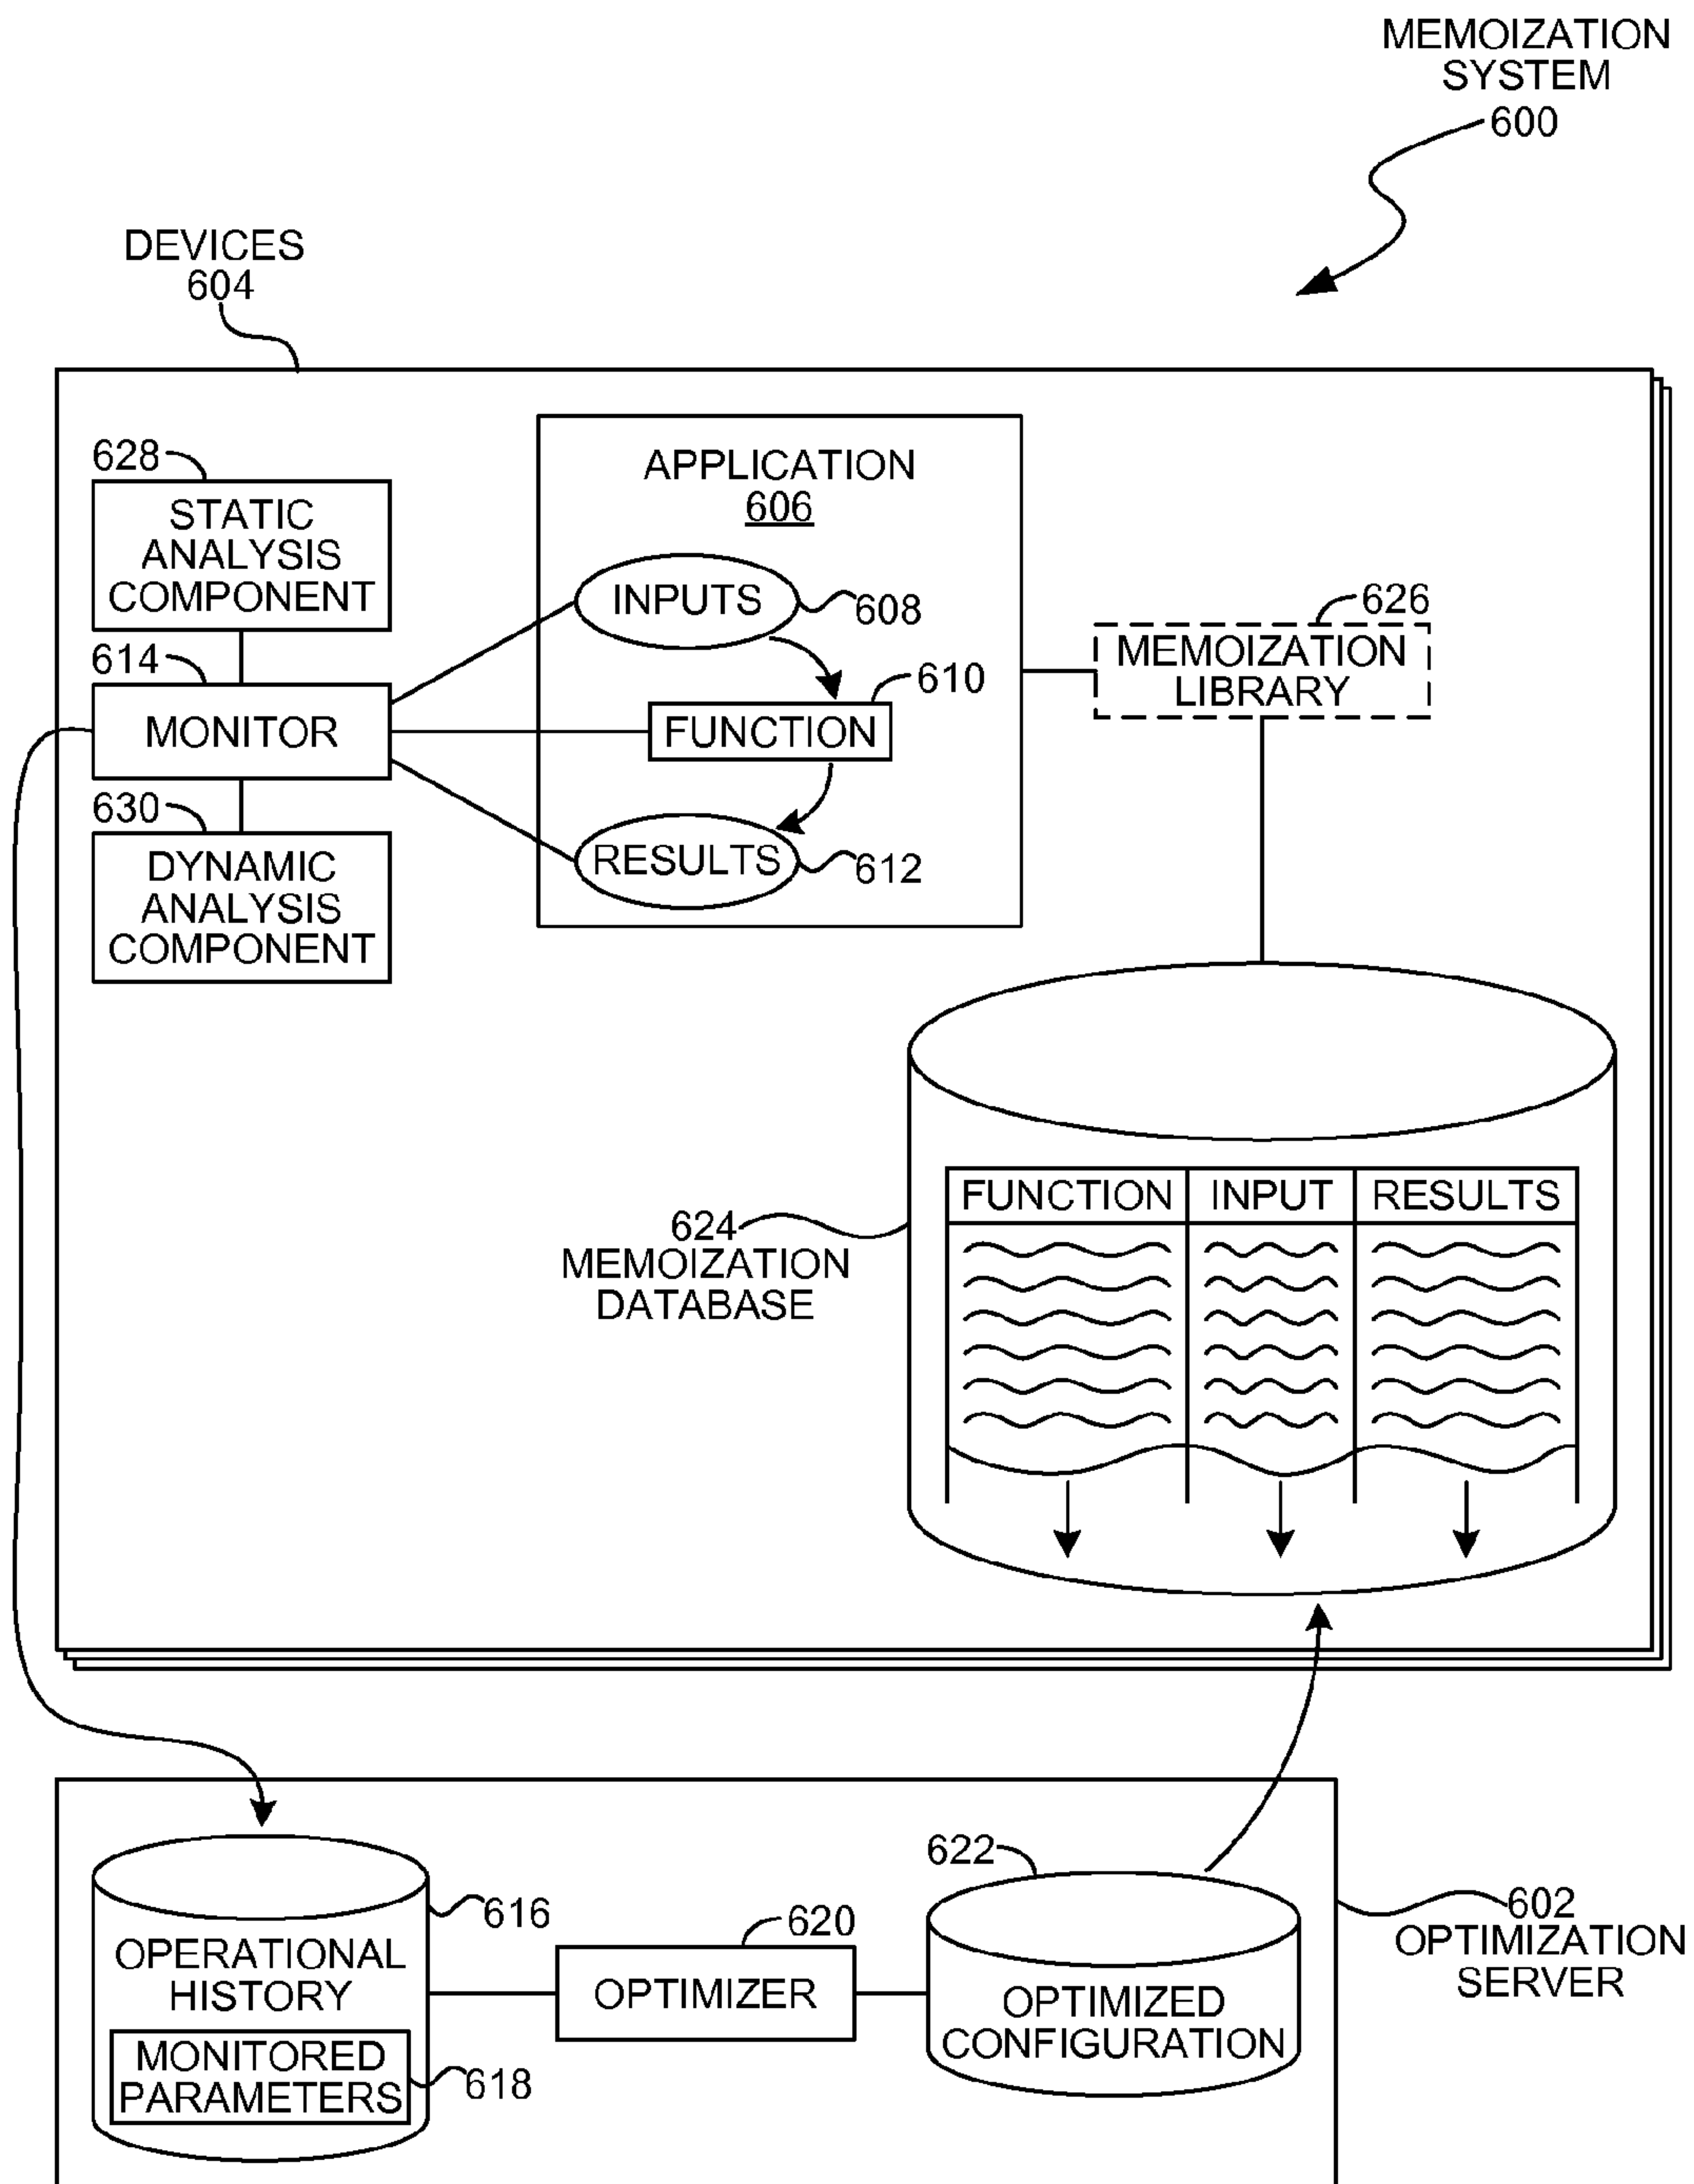 MEMOIZATION
SYSTEM
600
DEVICES
604
628
STATIC
ANALYSIS
COMPONENT
614
MONITOR
630
DYNAMIC
ANALYSIS
COMPONENT
APPLICATION
606
INPUTS
608
610
FUNCTION
RESULTS
612
626
MEMOIZATION
LIBRARY
FUNCTION INPUT RESULTS
624
MEMOIZATION
DATABASE
616
OPERATIONAL
HISTORY
MONITORED
PARAMETERS
618
620
OPTIMIZER
622
OPTIMIZED
CONFIGURATION
602
OPTIMIZATION
SERVER